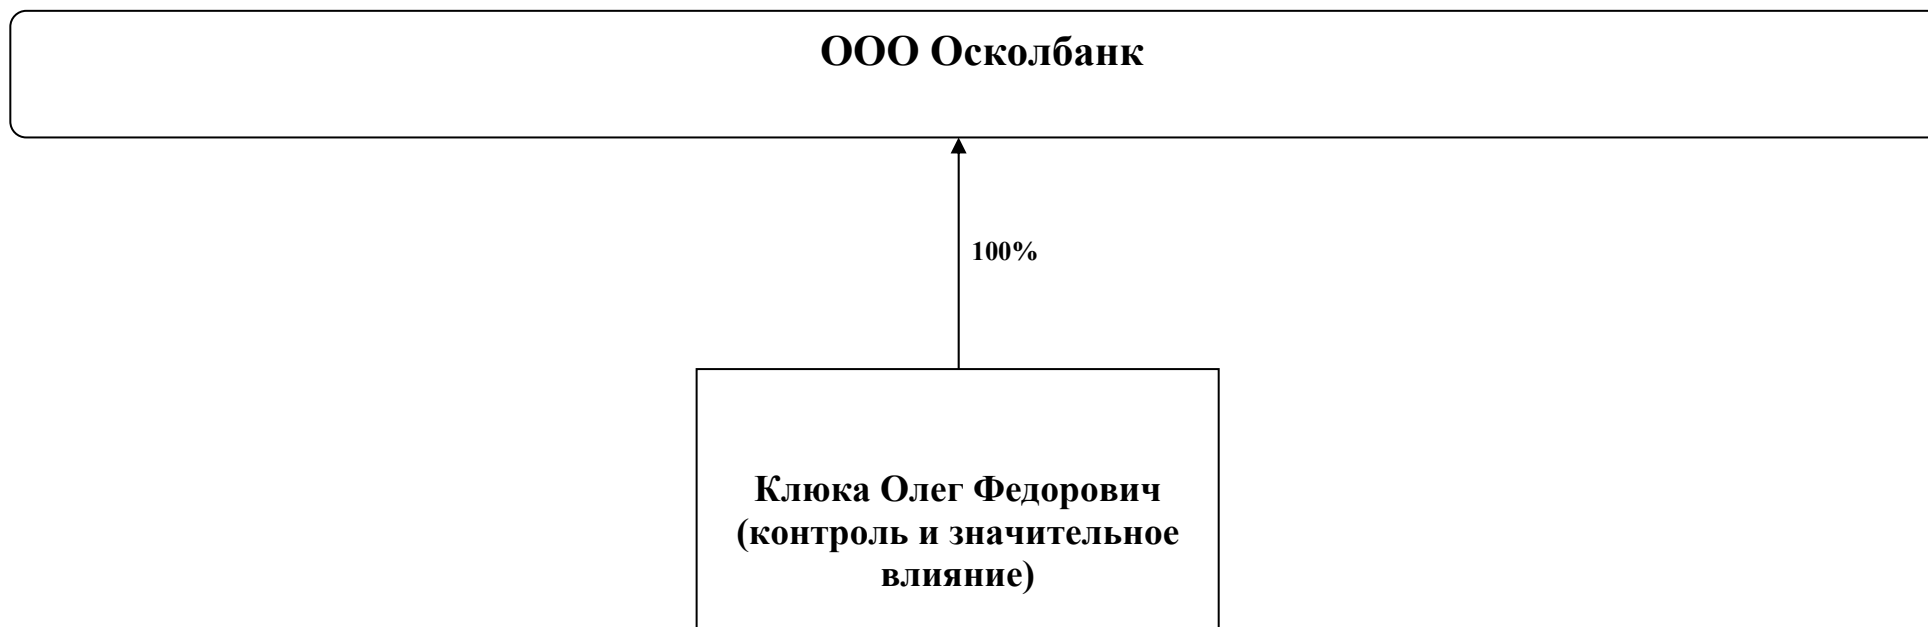 ООО Осколбанк
100%
Клюка Олег Федорович
(контроль и значительное
влияние)